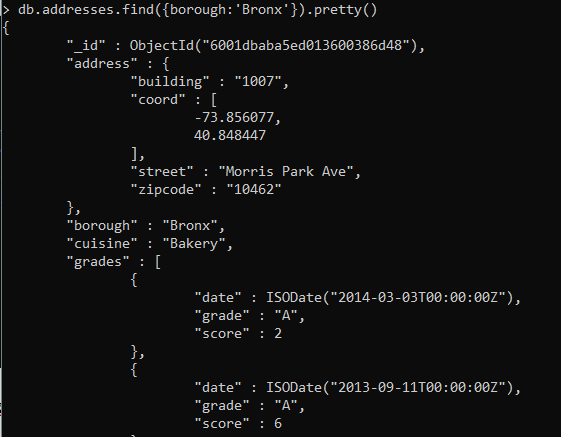 > db.addresses.find({borough:'Bronx'}).pretty()
{
"_id" : ObjectId("6001dbaba5ed013600386d48"),
"address" : {
"building" : "1007",
"coord" : [
-73.856077,
40.848447
],
"street" : "Morris Park Ave",
"zipcode" : "10462"
},
"borough" : "Bronx",
"cuisine" : "Bakery",
"grades" : [
{
"date" : ISODate("2014-03-03T00:00:00Z"),
"grade" : "A",
"score" : 2
},
{
"date" : ISODate("2013-09-11T00:00:00Z"),
"grade" : "A",
"score" : 6